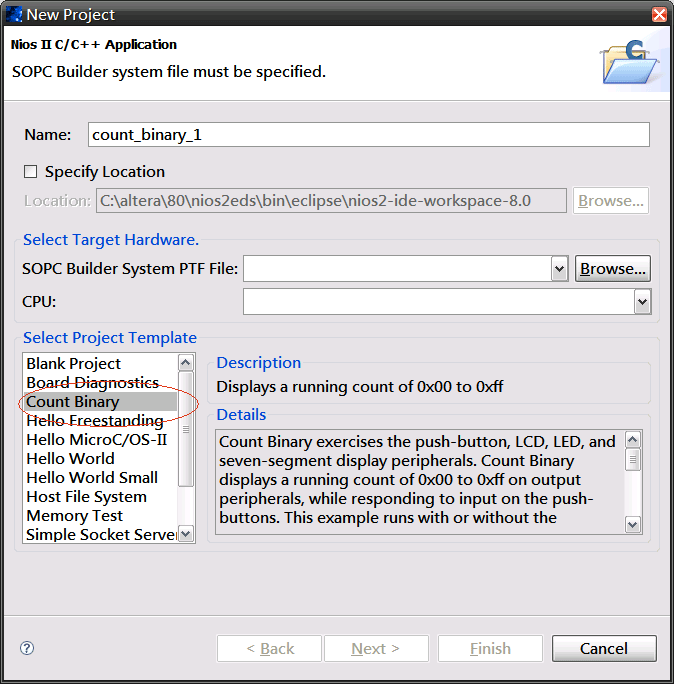 New Project
Nios II C/C++ Application
SOPC Builder system file must be specified.
Name: count_binary_1
Specify Location
Location: C:\altera\80\nios2eds\bin\eclipse\nios2-ide-workspace-8.0 Browse...
Select Target Hardware.
SOPC Builder System PTF File: Browse...
CPU:
Select Project Template
Blank Project
Board Diagnostics
Count Binary
Hello Freestanding
Hello MicroC/OS-II
Hello World
Hello World Small
Host File System
Memory Test
Simple Socket Server
Description
Displays a running count of 0x00 to 0xff
Details
Count Binary exercises the push-button, LCD, LED, and
seven-segment display peripherals. Count Binary
displays a running count of 0x00 to 0xff on output
peripherals, while responding to input on the push-
buttons. This example runs with or without the
? < Back Next > Finish Cancel